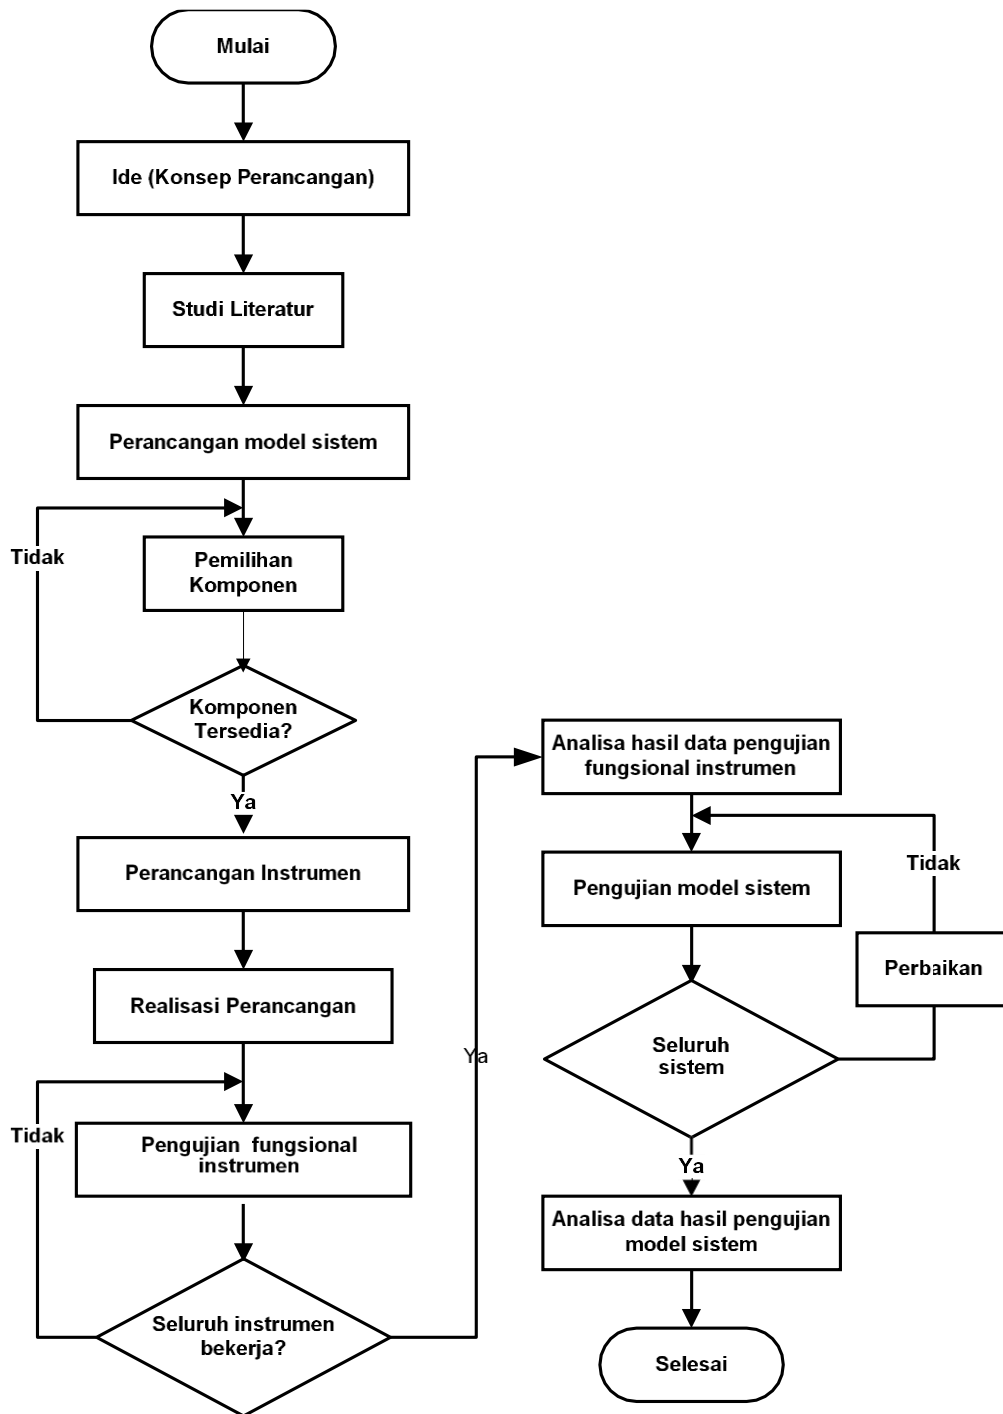 Mulai
Ide (Konsep Perancangan)
Studi Literatur
Perancangan model sistem
Tidak
Pemilihan
Komponen
Komponen
Tersedia?
Ya
Perancangan Instrumen
Realisasi Perancangan
Tidak
Pengujian fungsional
instrumen
Seluruh instrumen
bekerja?
Ya
Analisa hasil data pengujian
fungsional instrumen
Tidak
Pengujian model sistem
Perbaikan
Seluruh
sistem
Ya
Analisa data hasil pengujian
model sistem
Selesai